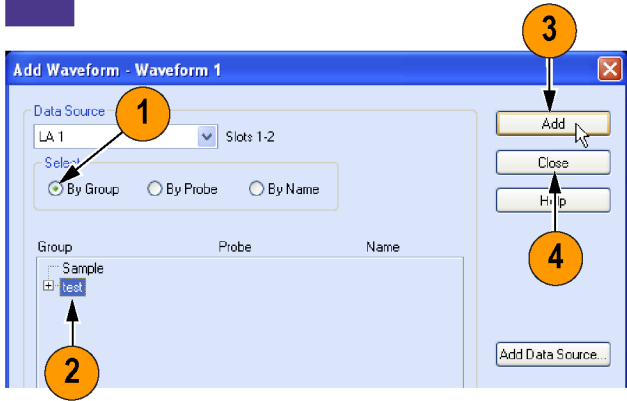 3
Add Waveform - Waveform 1
Data Source
1
LA 1
Slots 1-2
Add
Select
Close
By Group
By Probe
By Name
Help
Group
Probe
Name
Sample
test
4
2
Add Data Source...